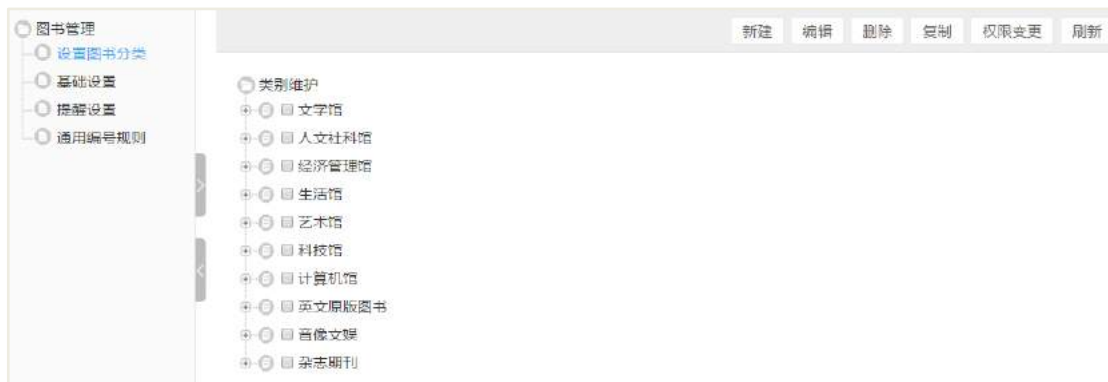 图书管理
设置图书分类
基础设置
提醒设置
通用编号规则
新建 编辑 删除 复制 权限变更 刷新
类别维护
文学馆
人文社科馆
经济管理馆
生活馆
艺术馆
科技馆
计算机馆
英文原版图书
音像文娱
杂志期刊